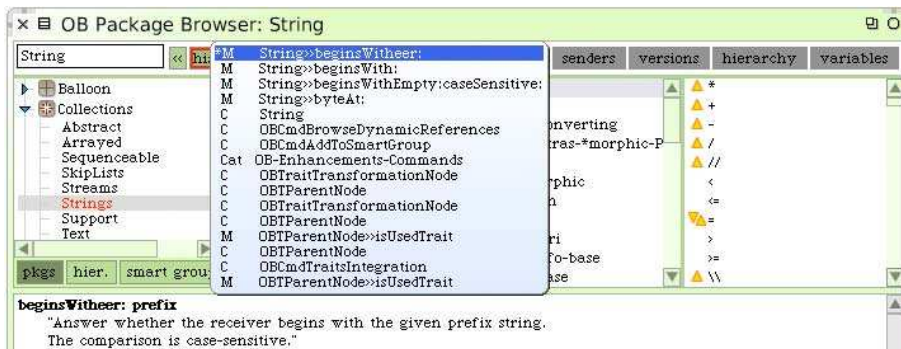 OB Package Browser: String
String « hi
senders versions hierarchy variables
*M String»beginsWitheer:
M String»beginsWith:
M String»beginsWithEmpty:caseSensitive:
M String»byteAt:
C String
C OBCmdBrowseDynamicReferences
C OBCmdAddToSmartGroup
Cat OB-Enhancements-Commands
C OBTraitTransformationNode
C OBTParentNode
C OBTraitTransformationNode
C OBTParentNode
M OBTParentNode»isUsedTrait
C OBTParentNode
C OBCmdTraitsIntegration
M OBTParentNode»isUsedTrait
Balloon
Collections
Abstract
Arrayed
Sequenceable
SkipLists
Streams
Strings
Support
Text
onverting
tras-*morphic-P
rphic
n
ri
fo-base
ase
*
+
-
/
//
<
<=
=
>
>=
\\
pkgs hier. smart grou
beginsWitheer: prefix
"Answer whether the receiver begins with the given prefix string.
The comparison is case-sensitive."